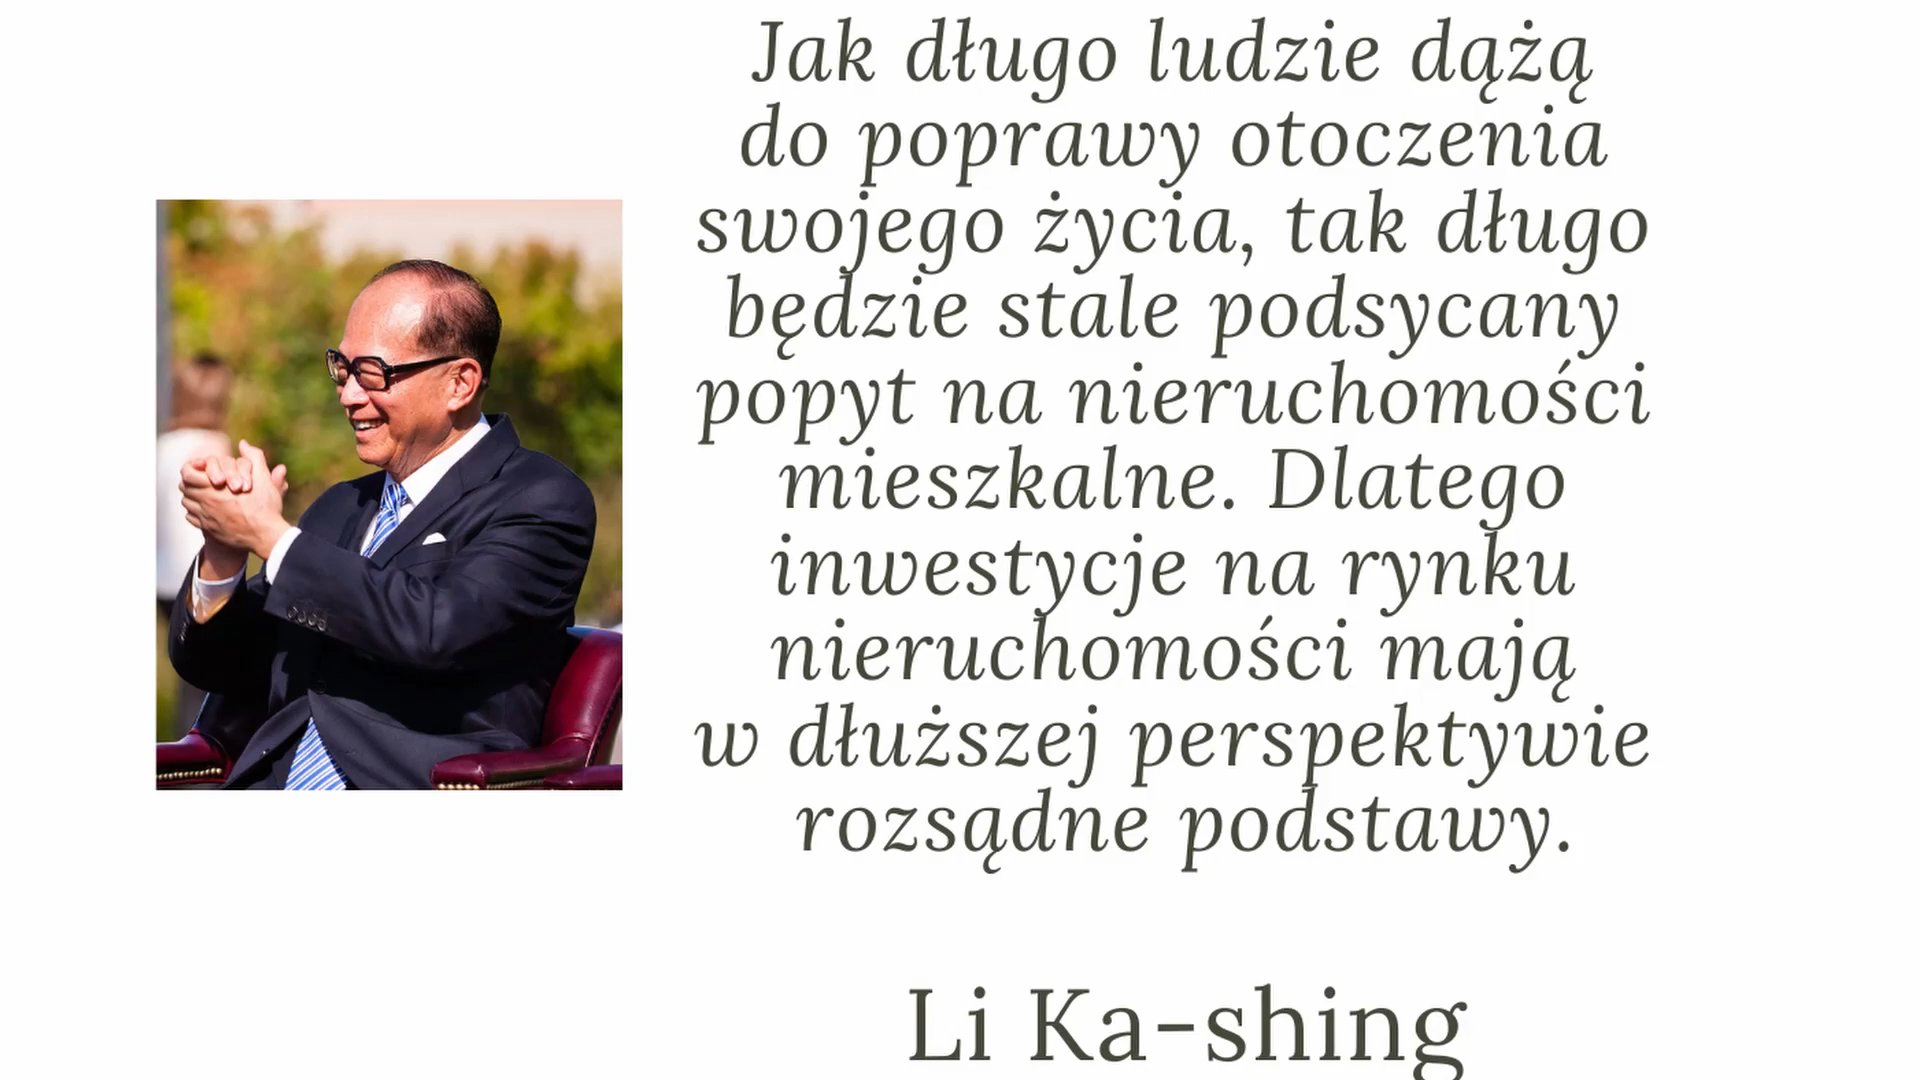 Jak długo ludzie dążą
do poprawy otoczenia
swojego życia, tak długo
będzie stale podsycany
popyt na nieruchomości
mieszkalne. Dlatego
inwestycje na rynku
nieruchomości mają
w dłuższej perspektywie
rozsądne podstawy.
Li Ka-shing